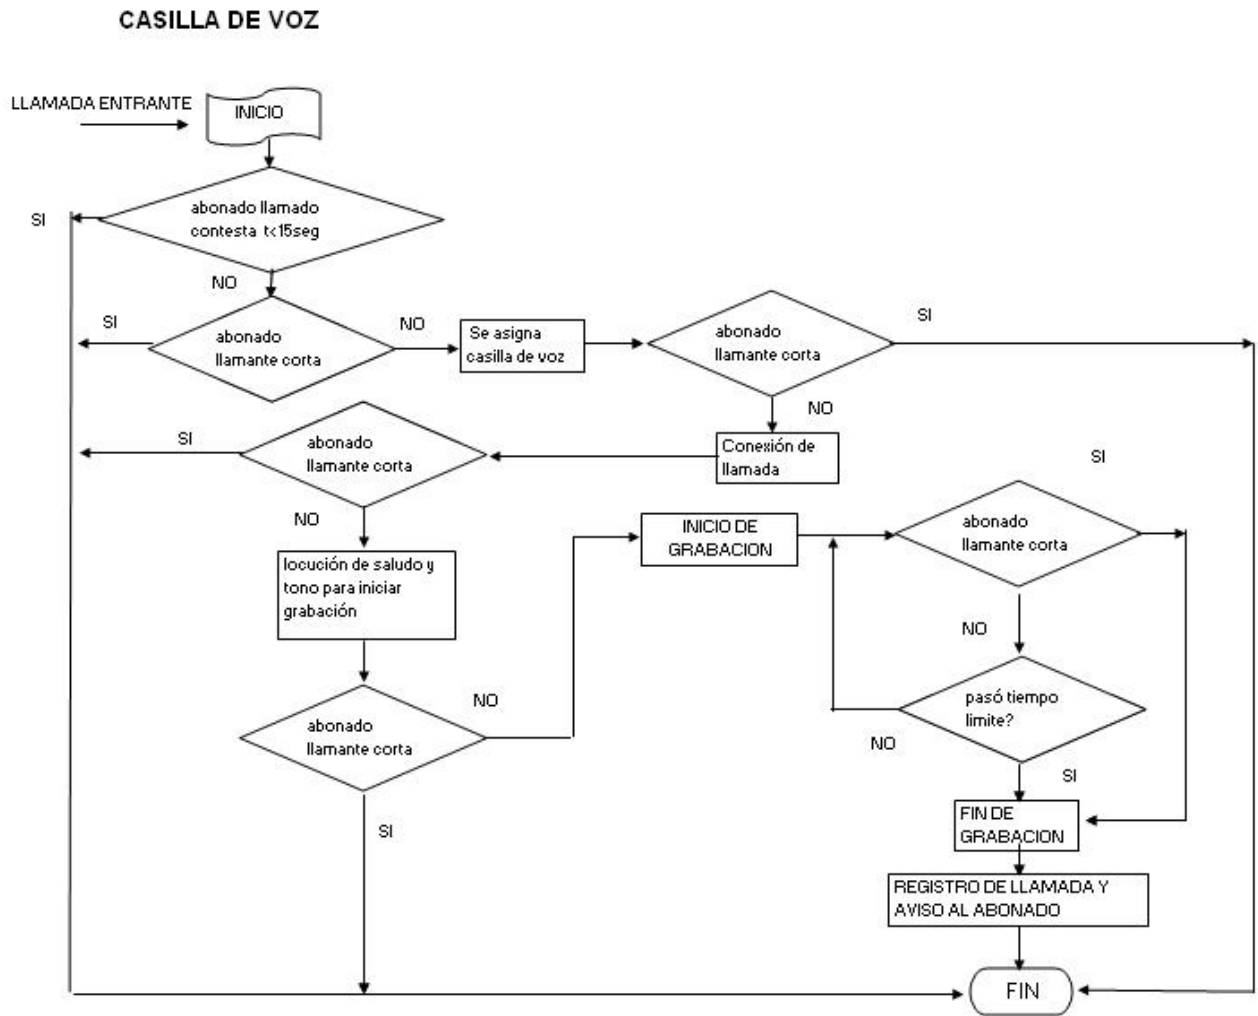 CASILLA DE VOZ
LLAMADA ENTRANTE
INICIO
abonado llamado
contesta t<15seg
SI
NO
abonado
llamante corta
SI
NO
Se asigna
casilla de voz
abonado
llamante corta
SI
NO
Conexión de
llamada
abonado
llamante corta
SI
NO
locución de saludo y
tono para iniciar
grabación
abonado
llamante corta
NO
SI
INICIO DE
GRABACION
abonado
llamante corta
SI
NO
pasó tiempo
limite?
NO
SI
FIN DE
GRABACION
REGISTRO DE LLAMADA Y
AVISO AL ABONADO
FIN